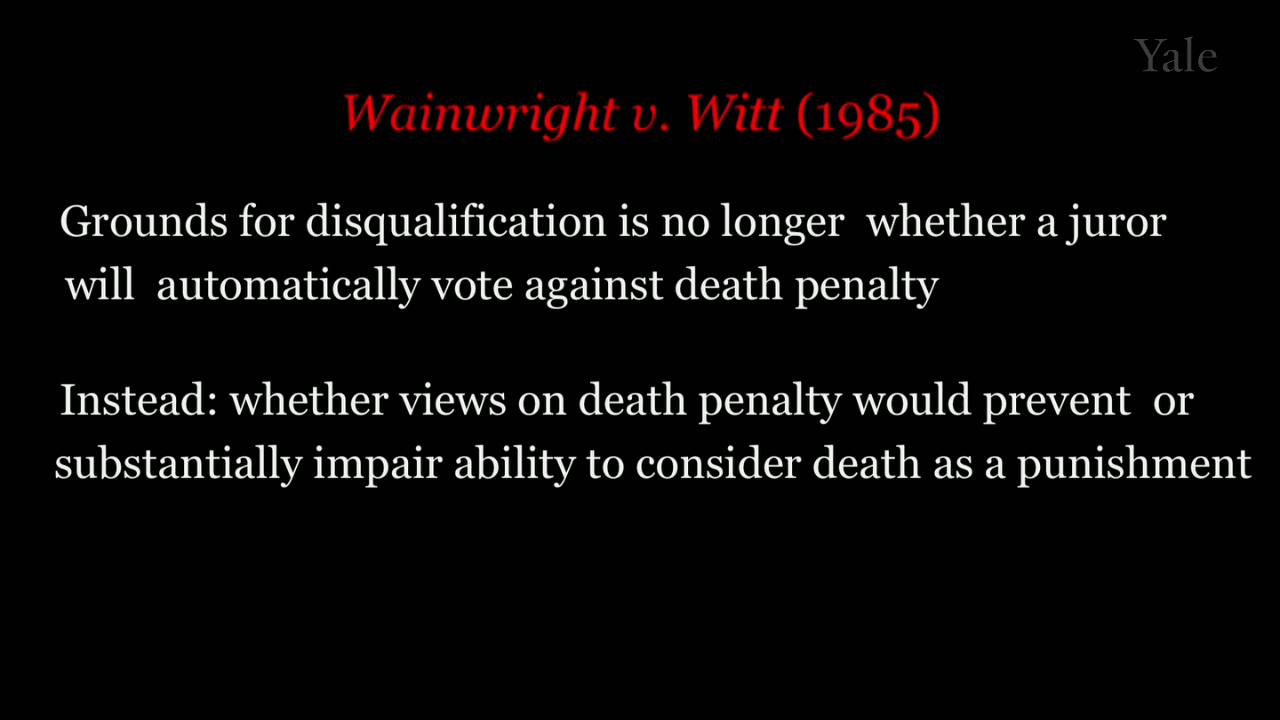 Yale
Wainwright v. Witt (1985)
Grounds for disqualification is no longer whether a juror
will automatically vote against death penalty
Instead: whether views on death penalty would prevent or
substantially impair ability to consider death as a punishment